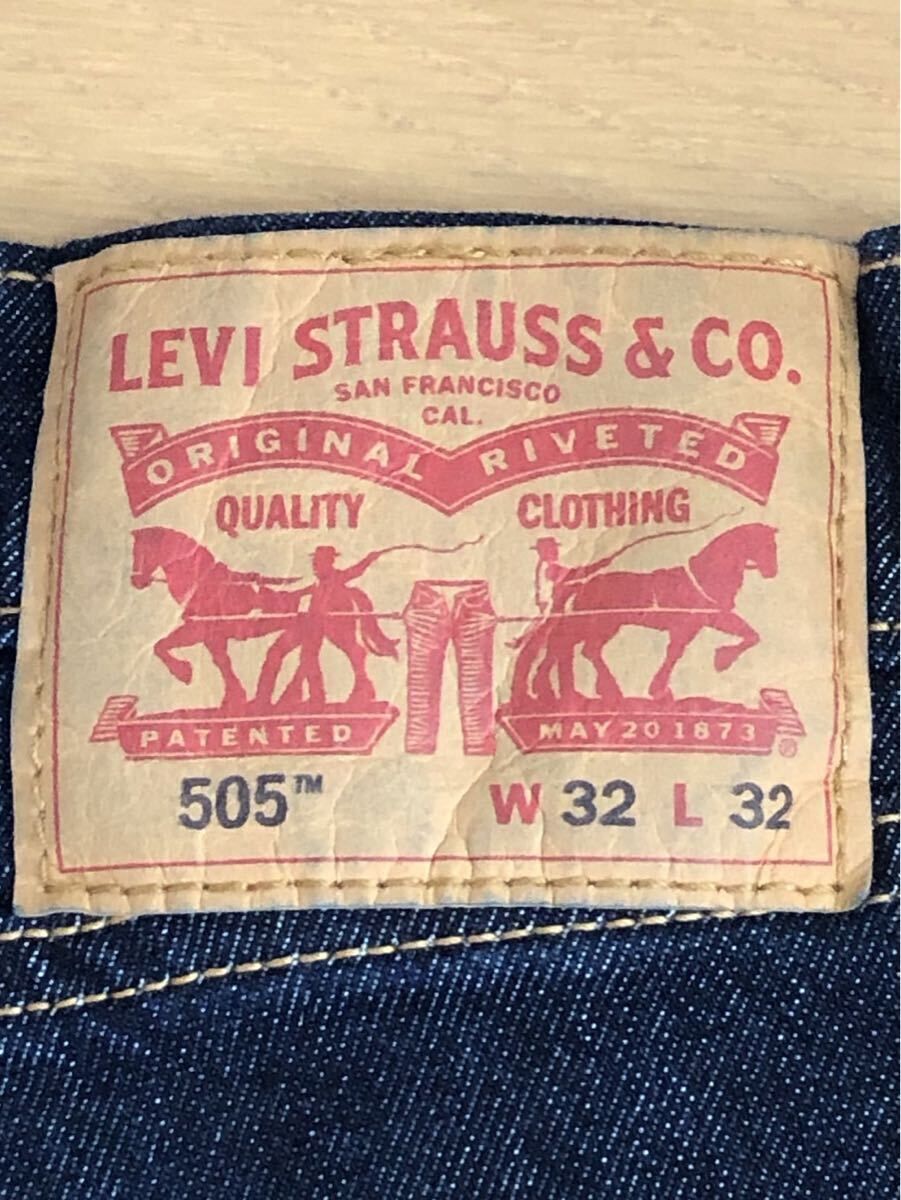 LEVI STRAUSS & CO.
SAN FRANCISCO
CAL.
ORIGINAL RIVETED
QUALITY CLOTHING
PATENTED MAY 20 1873 ®
505™ W 32 L 32